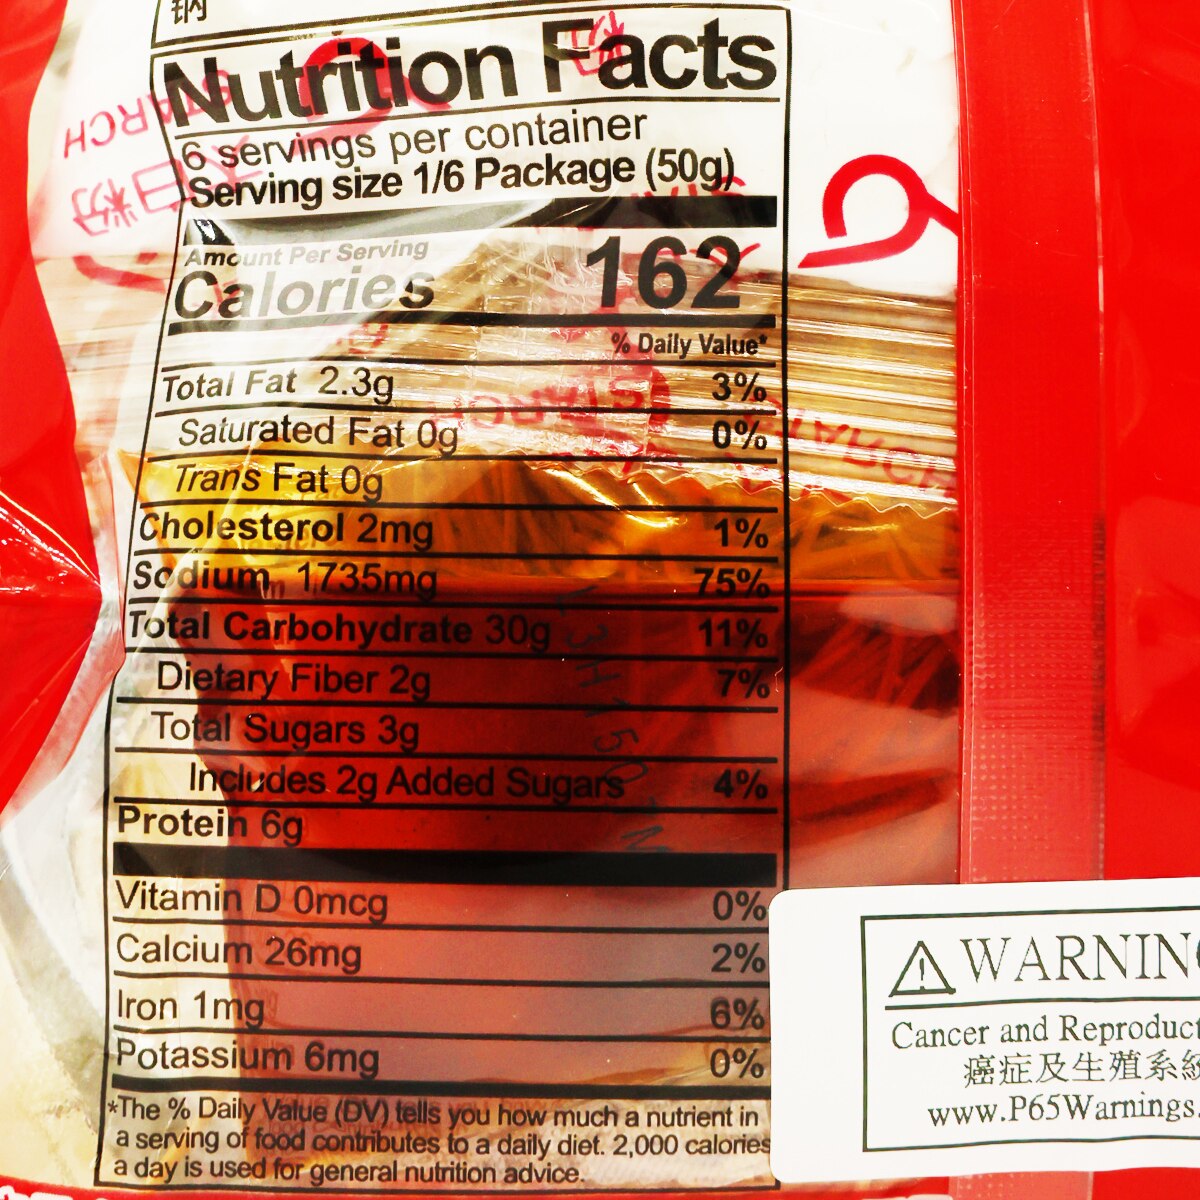 钠
Nutrition Facts
6 servings per container
Serving size 1/6 Package (50g)
Amount Per Serving
Calories 162
% Daily Value*
Total Fat 2.3g 3%
Saturated Fat 0g 0%
Trans Fat 0g
Cholesterol 2mg 1%
Sodium 1735mg 75%
Total Carbohydrate 30g 11%
Dietary Fiber 2g 7%
Total Sugars 3g
Includes 2g Added Sugars 4%
Protein 6g
Vitamin D 0mcg 0%
Calcium 26mg 2%
Iron 1mg 6%
Potassium 6mg 0%
*The % Daily Value (DV) tells you how much a nutrient in
a serving of food contributes to a daily diet. 2,000 calories
a day is used for general nutrition advice.
STARCH
STARCH
STARCH
WARNING
Cancer and Reproduct
癌症及生殖系統
www.P65Warnings.